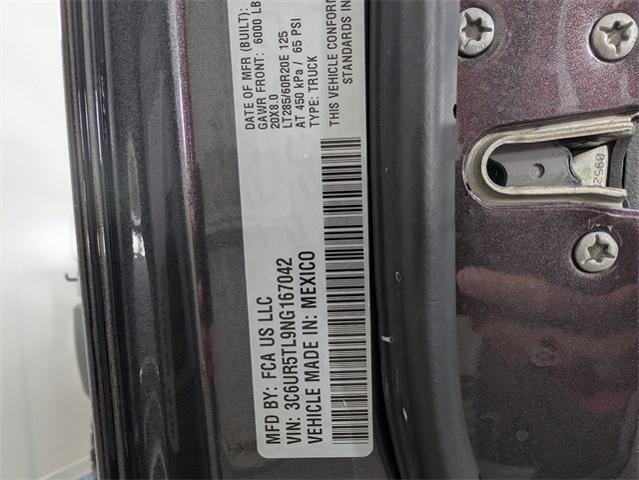 MFD BY: FCA US LLC
VIN: 3C6UR5TL9NG167042
VEHICLE MADE IN: MEXICO
DATE OF MFR (BUILT):
GAWR FRONT: 6000 LB
20X8.0
LT285/60R20E 125
AT 450 kPa / 65 PSI
TYPE: TRUCK
THIS VEHICLE CONFORM
STANDARDS IN